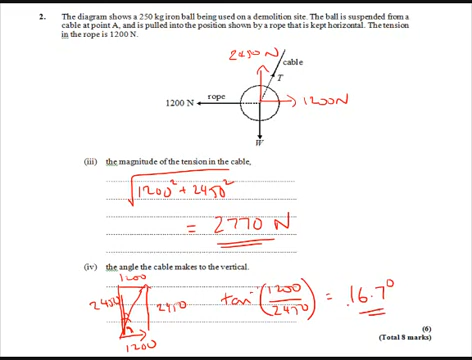 2. The diagram shows a 250 kg iron ball being used on a demolition site. The ball is suspended from a
cable at point A, and is pulled into the position shown by a rope that is kept horizontal. The tension
in the rope is 1200 N.
2450 N
cable
T
rope
1200 N
1200N
W
(iii) the magnitude of the tension in the cable,
√1200² + 2450²
= 2770 N
(iv) the angle the cable makes to the vertical.
1200
2450
2450
1200
tan⁻ (1200/2450) = 16.7°
(6)
(Total 8 marks)